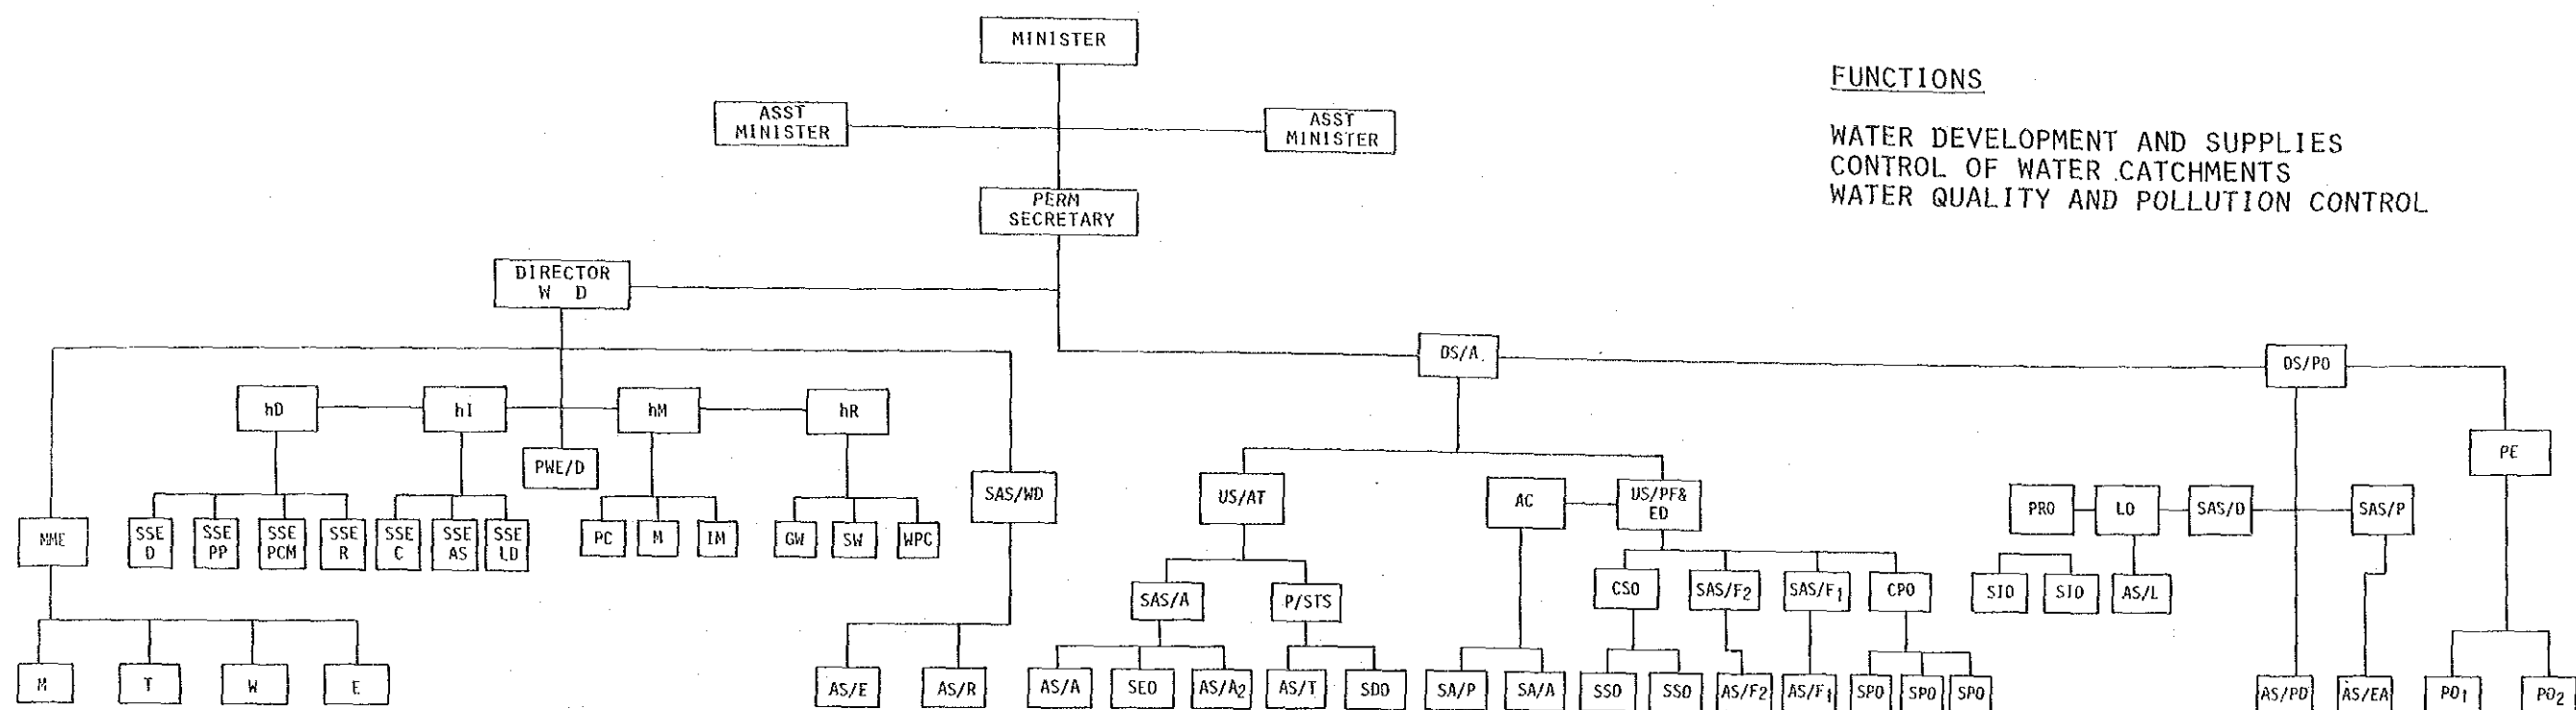 MINISTER
FUNCTIONS
ASST
MINISTER
ASST
MINISTER
WATER DEVELOPMENT AND SUPPLIES
CONTROL OF WATER CATCHMENTS
WATER QUALITY AND POLLUTION CONTROL
PERM
SECRETARY
DIRECTOR
W D
DS/A
DS/PO
hD
hI
hM
hR
PWE/D
PE
SAS/WD
US/AT
AC
US/PF&
ED
PRO
LO
SAS/D
SAS/P
MME
SSE
D
SSE
PP
SSE
PCM
SSE
R
SSE
C
SSE
AS
SSE
LD
PC
M
IM
GW
SW
WPC
SAS/A
P/STS
CSO
SAS/F2
SAS/F1
CPO
SIO
SIO
AS/L
M
T
W
E
AS/E
AS/R
AS/A
SEO
AS/A2
AS/T
SDO
SA/P
SA/A
SSO
SSO
AS/F2
AS/F1
SPO
SPO
SPO
AS/PO
AS/EA
PO1
PO2